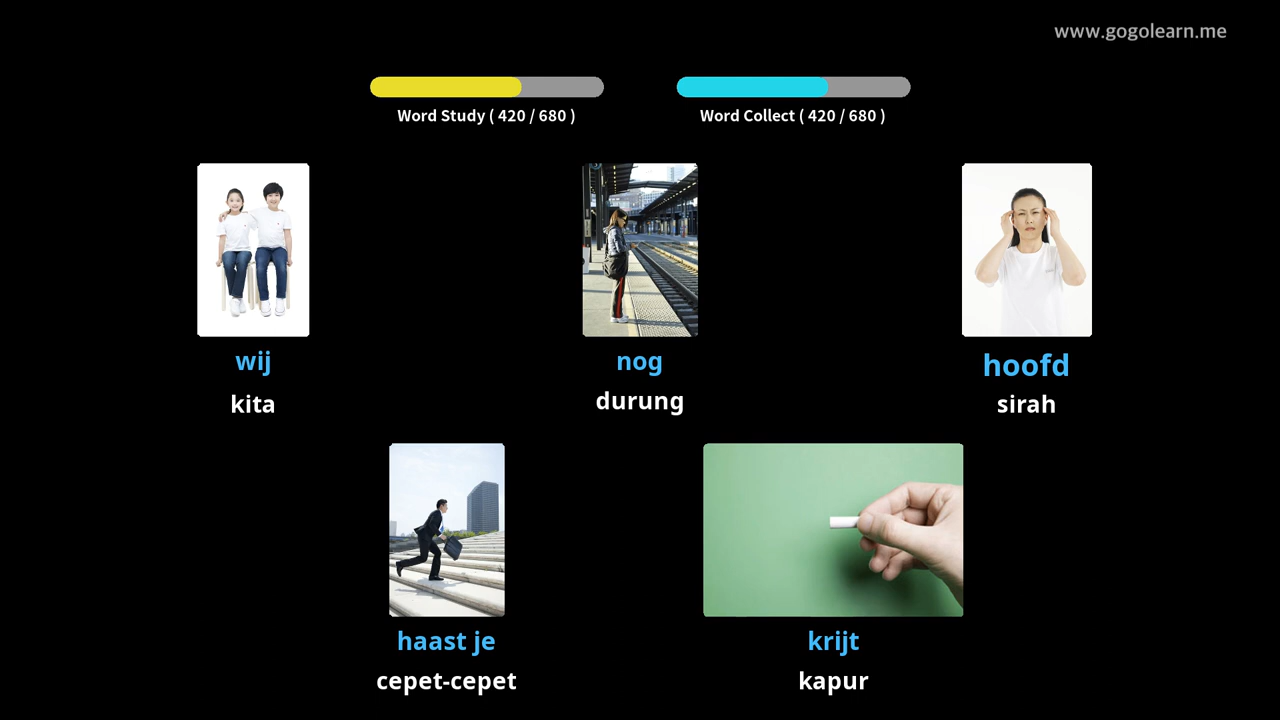 www.gogolearn.me
Word Study ( 420 / 680 )
Word Collect ( 420 / 680 )
wij
kita
nog
durung
hoofd
sirah
haast je
cepet-cepet
krijt
kapur